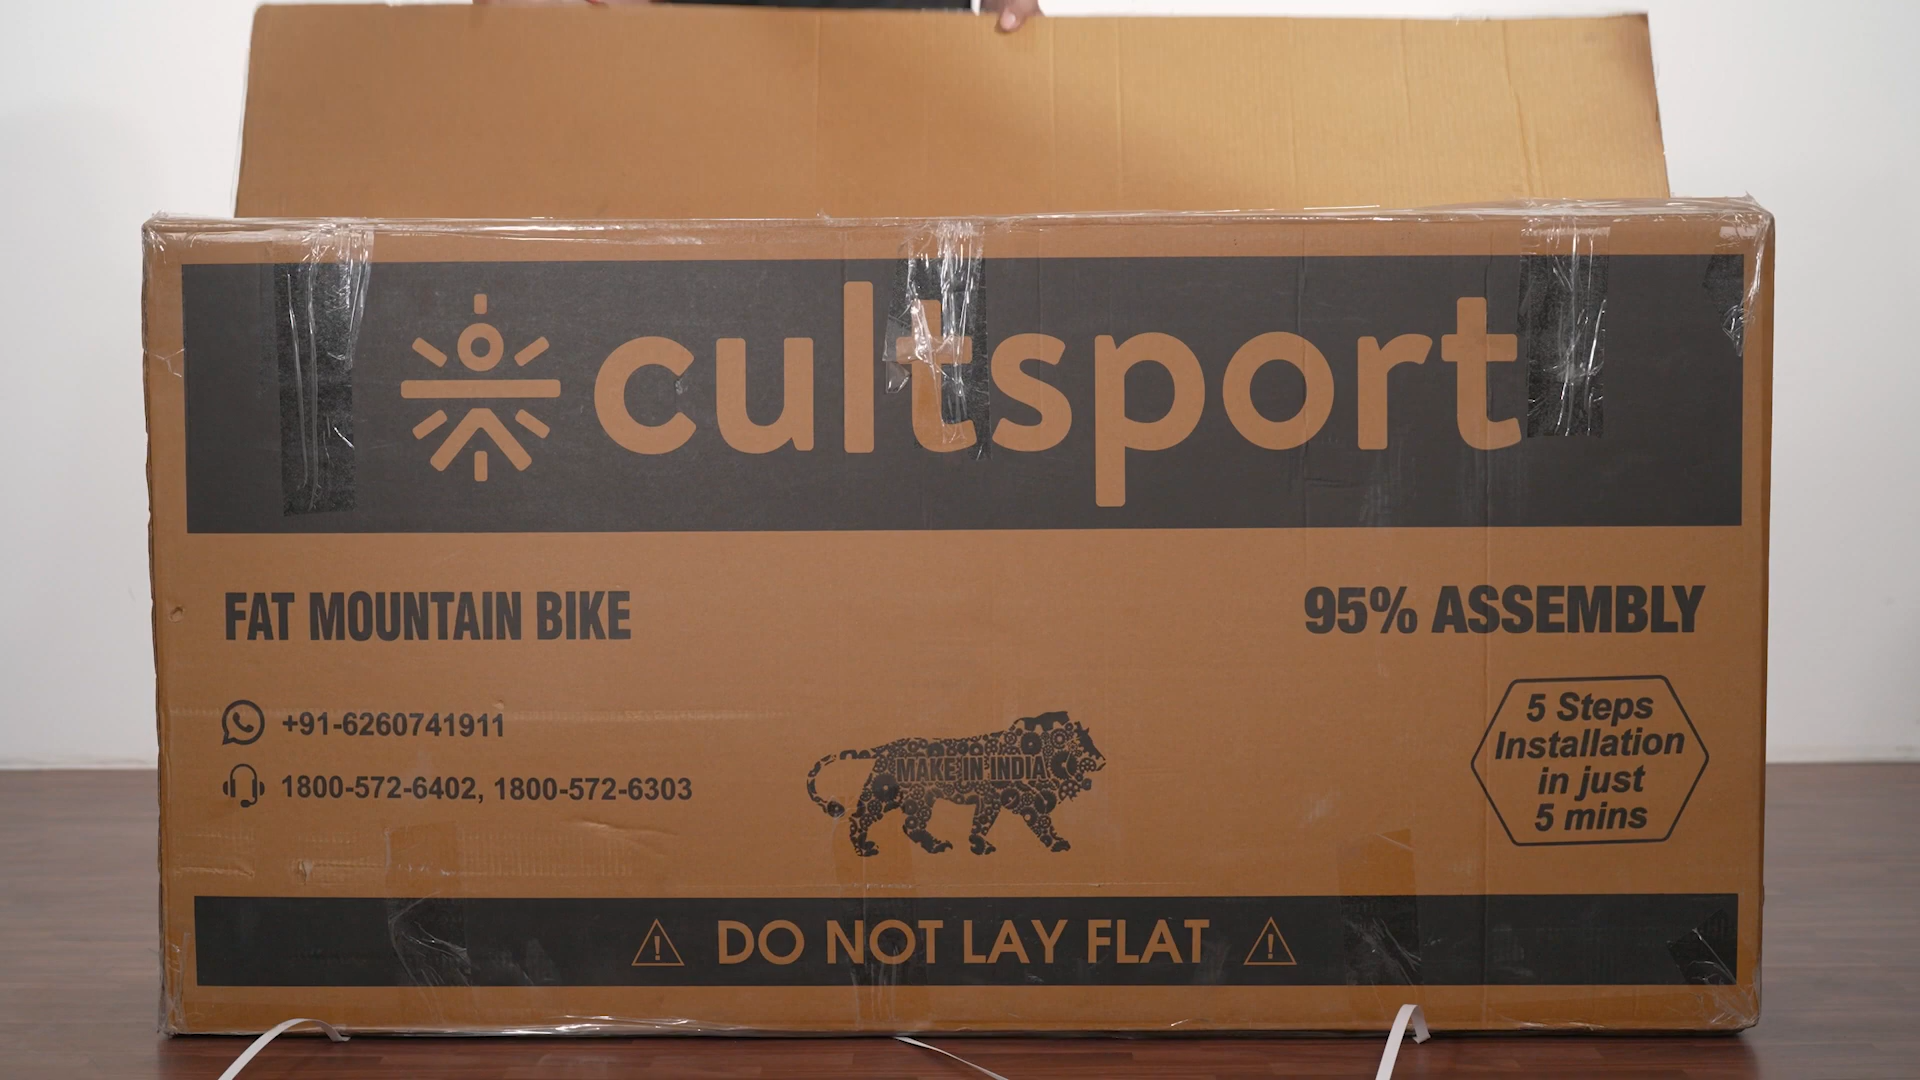 cultsport
FAT MOUNTAIN BIKE
95% ASSEMBLY
+91-6260741911
1800-572-6402, 1800-572-6303
MAKE IN INDIA
5 Steps
Installation
in just
5 mins
DO NOT LAY FLAT